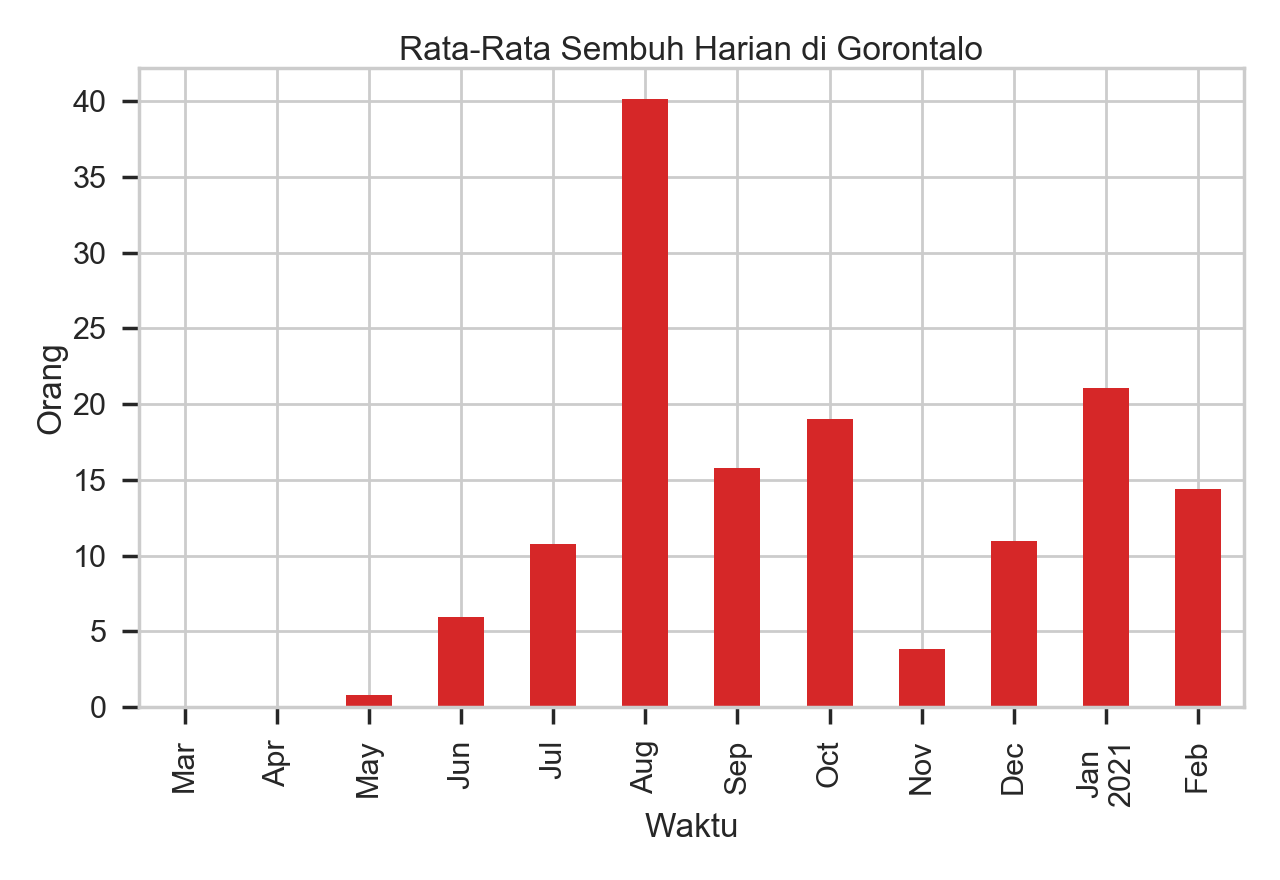 Rata-Rata Sembuh Harian di Gorontalo
40
35
30
25
20
15
10
5
0
Orang
Mar
Apr
May
Jun
Jul
Aug
Sep
Oct
Nov
Dec
Jan
2021
Feb
Waktu